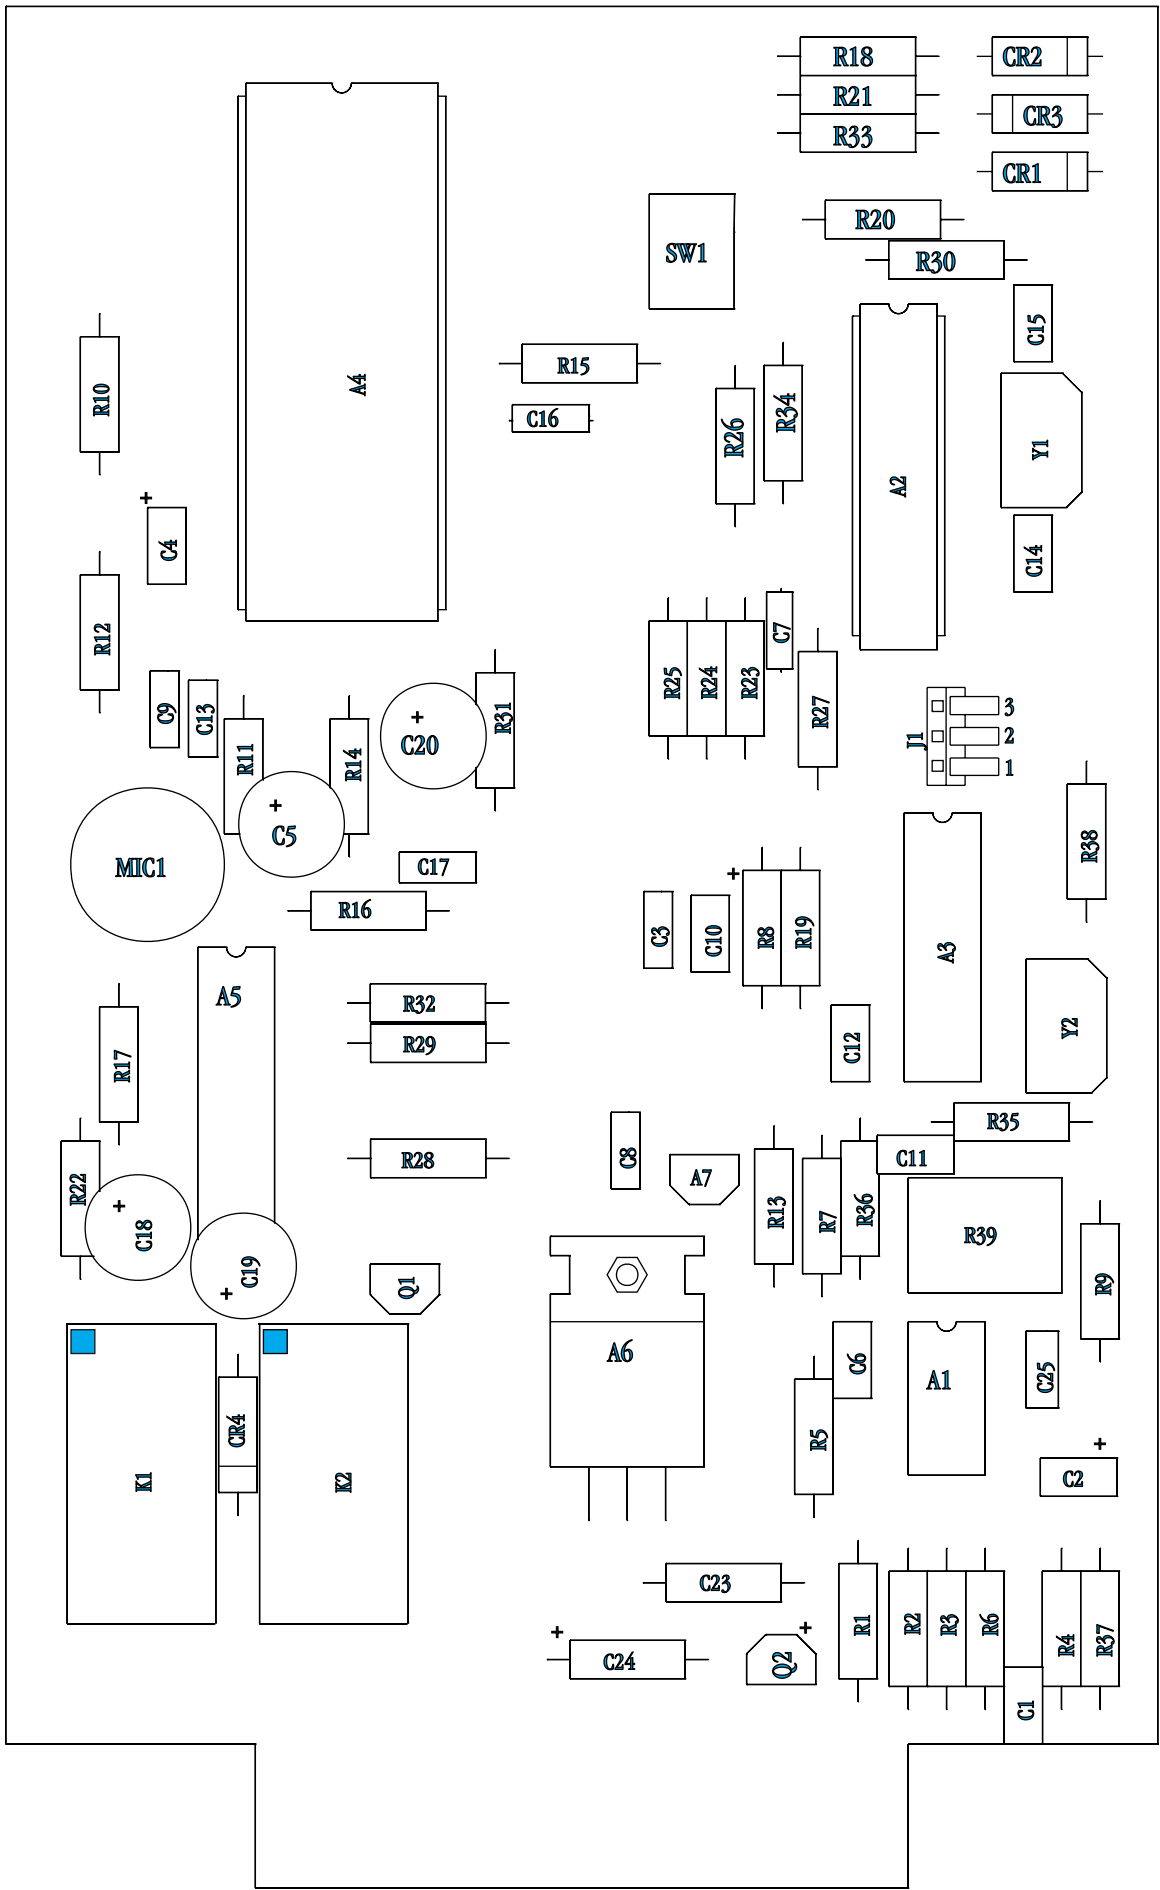 R18
CR2
R21
CR3
R33
CR1
R20
SW1
R30
C15
R15
A4
R10
R34
C16
R26
Y1
A2
+
C4
C14
R12
C7
R25
R24
R23
R31
3
C9
C13
+
R27
C20
J1
2
R11
R14
1
+
C5
R38
MIC1
C17
+
R16
C3
C10
R8
R19
A3
A5
R32
R29
C12
Y2
R17
R35
R28
C8
C11
A7
R22
+
C18
R13
R7
R36
R39
C19
+
Q1
R9
A6
C6
A1
C25
CR4
R5
+
K1
K2
C2
C23
R1
R2
R3
R6
R4
R37
+
+
C24
Q2
C1